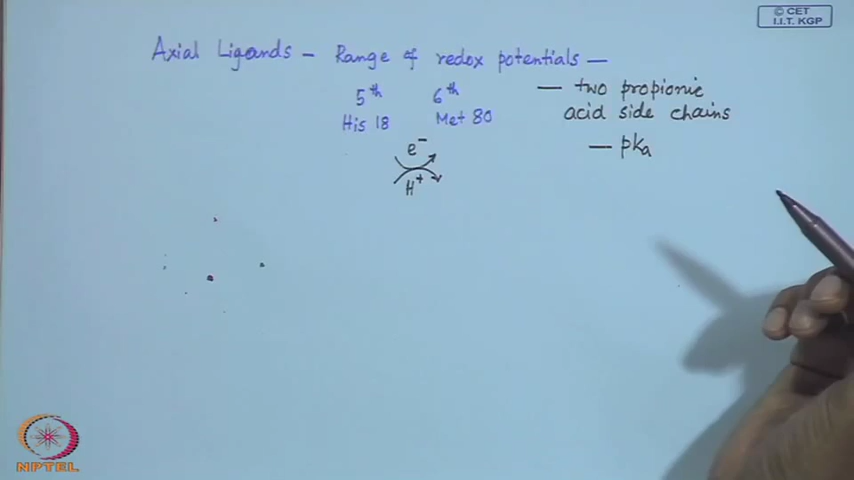 © CET
I.I.T. KGP
Axial Ligands – Range of redox potentials —
5th 6th
His 18 Met 80
— two propionic
acid side chains
— pka
e–
H+
NPTEL